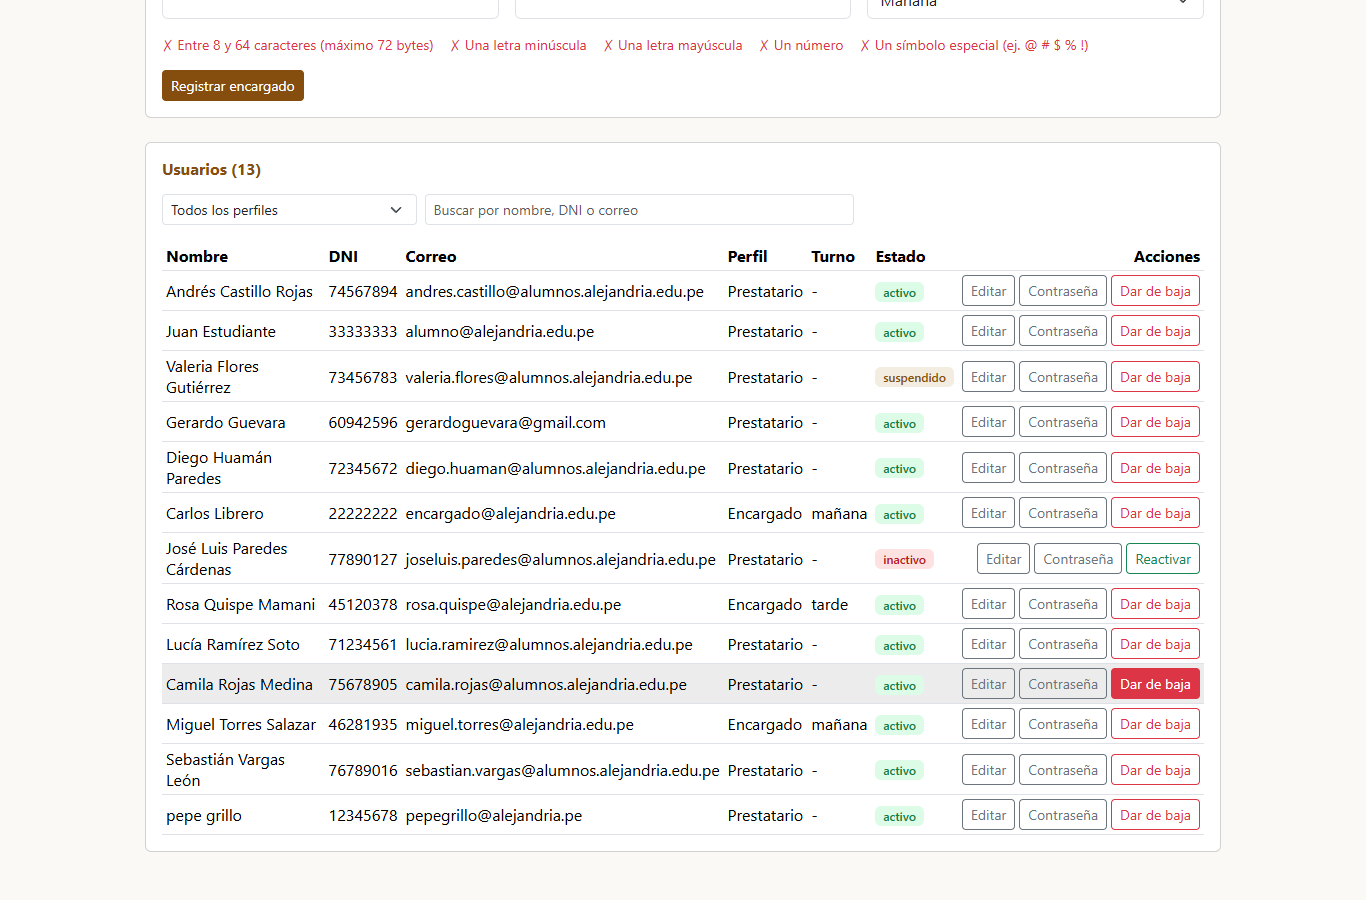 Mañana
✗ Entre 8 y 64 caracteres (máximo 72 bytes) ✗ Una letra minúscula ✗ Una letra mayúscula ✗ Un número ✗ Un símbolo especial (ej. @ # $ % !)
Registrar encargado
Usuarios (13)
Todos los perfiles Buscar por nombre, DNI o correo
Nombre DNI Correo Perfil Turno Estado Acciones
Andrés Castillo Rojas 74567894 andres.castillo@alumnos.alejandria.edu.pe Prestatario - activo Editar Contraseña Dar de baja
Juan Estudiante 33333333 alumno@alejandria.edu.pe Prestatario - activo Editar Contraseña Dar de baja
Valeria Flores
Gutiérrez 73456783 valeria.flores@alumnos.alejandria.edu.pe Prestatario - suspendido Editar Contraseña Dar de baja
Gerardo Guevara 60942596 gerardoguevara@gmail.com Prestatario - activo Editar Contraseña Dar de baja
Diego Huamán
Paredes 72345672 diego.huaman@alumnos.alejandria.edu.pe Prestatario - activo Editar Contraseña Dar de baja
Carlos Librero 22222222 encargado@alejandria.edu.pe Encargado mañana activo Editar Contraseña Dar de baja
José Luis Paredes
Cárdenas 77890127 joseluis.paredes@alumnos.alejandria.edu.pe Prestatario - inactivo Editar Contraseña Reactivar
Rosa Quispe Mamani 45120378 rosa.quispe@alejandria.edu.pe Encargado tarde activo Editar Contraseña Dar de baja
Lucía Ramírez Soto 71234561 lucia.ramirez@alumnos.alejandria.edu.pe Prestatario - activo Editar Contraseña Dar de baja
Camila Rojas Medina 75678905 camila.rojas@alumnos.alejandria.edu.pe Prestatario - activo Editar Contraseña Dar de baja
Miguel Torres Salazar 46281935 miguel.torres@alejandria.edu.pe Encargado mañana activo Editar Contraseña Dar de baja
Sebastián Vargas
León 76789016 sebastian.vargas@alumnos.alejandria.edu.pe Prestatario - activo Editar Contraseña Dar de baja
pepe grillo 12345678 pepegrillo@alejandria.pe Prestatario - activo Editar Contraseña Dar de baja